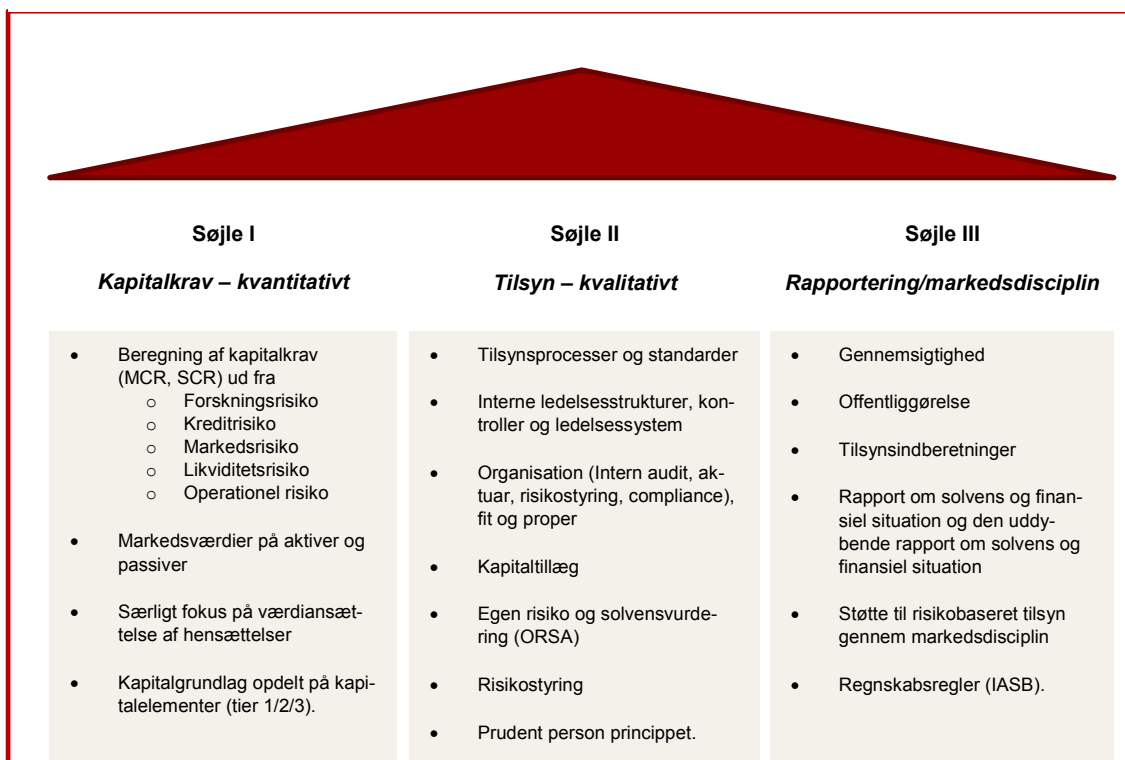 Søjle I
Kapitalkrav – kvantitativt
• Beregning af kapitalkrav
(MCR, SCR) ud fra
o Forskningsrisiko
o Kreditrisiko
o Markedsrisiko
o Likviditetsrisiko
o Operationel risiko
• Markedsværdier på aktiver og
passiver
• Særligt fokus på værdiansæt-
telse af hensættelser
• Kapitalgrundlag opdelt på kapi-
talelementer (tier 1/2/3).
Søjle II
Tilsyn – kvalitativt
• Tilsynsprocesser og standarder
• Interne ledelsesstrukturer, kon-
troller og ledelsessystem
• Organisation (Intern audit, ak-
tuar, risikostyring, compliance),
fit og proper
• Kapitaltillæg
• Egen risiko og solvensvurde-
ring (ORSA)
• Risikostyring
• Prudent person princippet.
Søjle III
Rapportering/markedsdisciplin
• Gennemsigtighed
• Offentliggørelse
• Tilsynsindberetninger
• Rapport om solvens og finan-
siel situation og den uddy-
bende rapport om solvens og
finansiel situation
• Støtte til risikobaseret tilsyn
gennem markedsdisciplin
• Regnskabsregler (IASB).